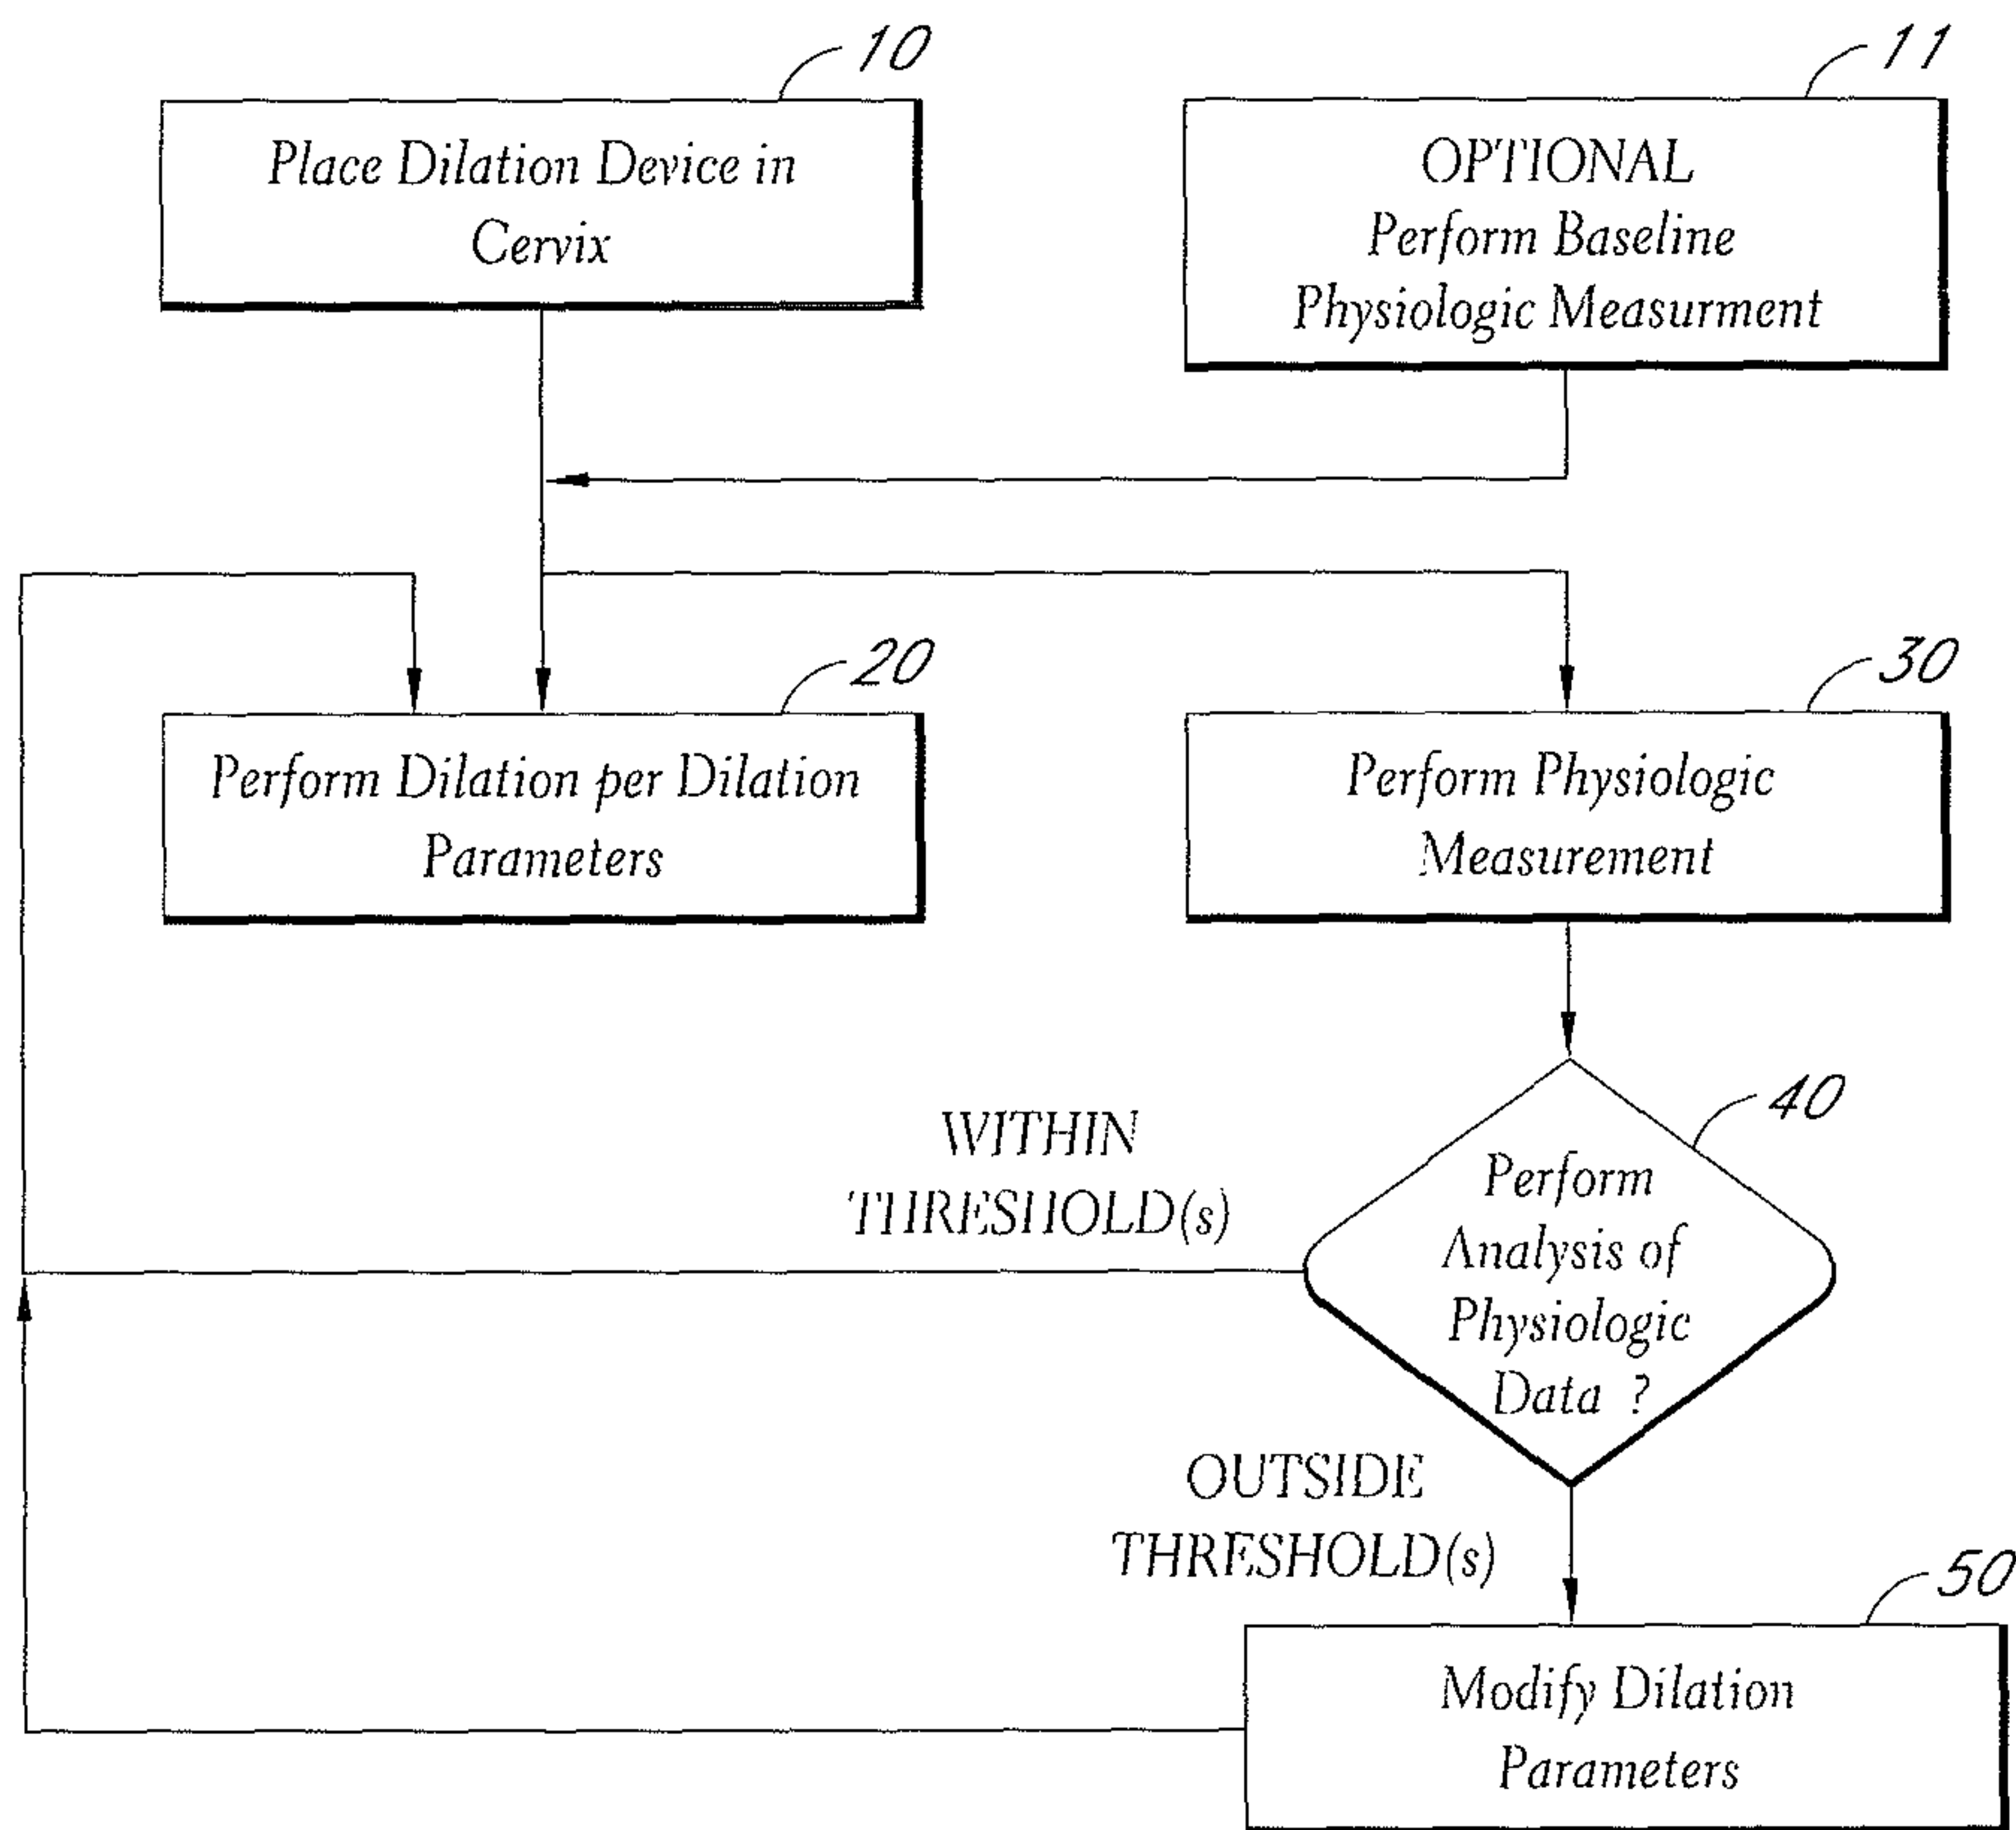 10
Place Dilation Device in
Cervix
11
OPTIONAL
Perform Baseline
Physiologic Measurment
20
Perform Dilation per Dilation
Parameters
30
Perform Physiologic
Measurement
40
Perform
Analysis of
Physiologic
Data ?
WITHIN
THRESHOLD(s)
OUTSIDE
THRESHOLD(s)
50
Modify Dilation
Parameters